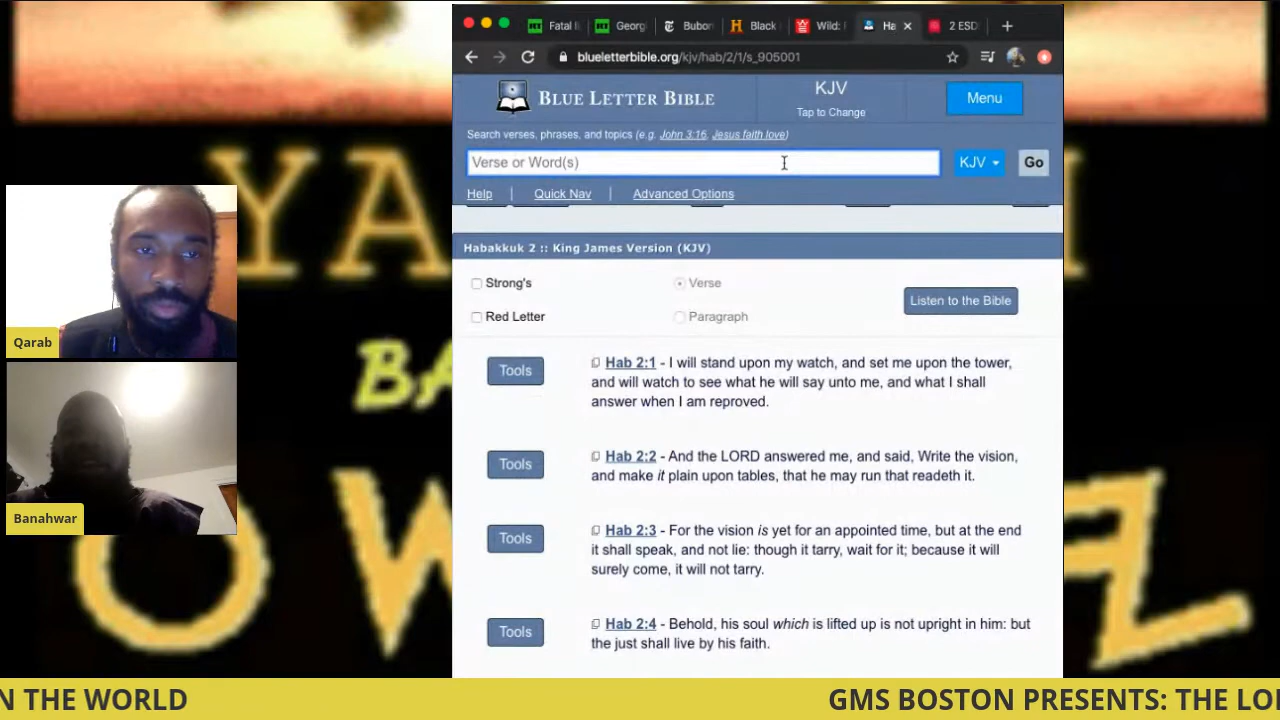 Fatal I
Georg
Bubon
Black
Wild:
Ha
2 ESD
blueletterbible.org/kjv/hab/2/1/s_905001
BLUE LETTER BIBLE
KJV
Tap to Change
Menu
Search verses, phrases, and topics (e.g. John 3:16, Jesus faith love)
Verse or Word(s)
KJV
Go
Help | Quick Nav | Advanced Options
Habakkuk 2 :: King James Version (KJV)
Strong's
Verse
Red Letter
Paragraph
Listen to the Bible
Tools
Hab 2:1 - I will stand upon my watch, and set me upon the tower,
and will watch to see what he will say unto me, and what I shall
answer when I am reproved.
Tools
Hab 2:2 - And the LORD answered me, and said, Write the vision,
and make it plain upon tables, that he may run that readeth it.
Tools
Hab 2:3 - For the vision is yet for an appointed time, but at the end
it shall speak, and not lie: though it tarry, wait for it; because it will
surely come, it will not tarry.
Tools
Hab 2:4 - Behold, his soul which is lifted up is not upright in him: but
the just shall live by his faith.
YA
BA
OW
Z
Qarab
Banahwar
N THE WORLD
GMS BOSTON PRESENTS: THE LO